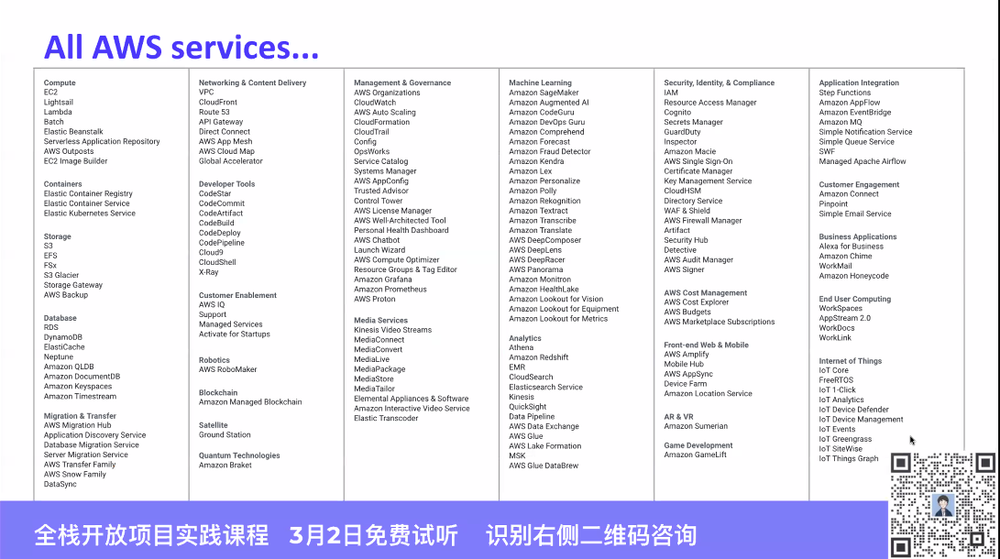 All AWS services...
Compute
EC2
Lightsail
Lambda
Batch
Elastic Beanstalk
Serverless Application Repository
AWS Outposts
EC2 Image Builder
Containers
Elastic Container Registry
Elastic Container Service
Elastic Kubernetes Service
Storage
S3
EFS
FSx
S3 Glacier
Storage Gateway
AWS Backup
Database
RDS
DynamoDB
ElastiCache
Neptune
Amazon QLDB
Amazon DocumentDB
Amazon Keyspaces
Amazon Timestream
Migration & Transfer
AWS Migration Hub
Application Discovery Service
Database Migration Service
Server Migration Service
AWS Transfer Family
AWS Snow Family
DataSync
Networking & Content Delivery
VPC
CloudFront
Route 53
API Gateway
Direct Connect
AWS App Mesh
AWS Cloud Map
Global Accelerator
Developer Tools
CodeStar
CodeCommit
CodeArtifact
CodeBuild
CodeDeploy
CodePipeline
Cloud9
CloudShell
X-Ray
Customer Enablement
AWS IQ
Support
Managed Services
Activate for Startups
Robotics
AWS RoboMaker
Blockchain
Amazon Managed Blockchain
Satellite
Ground Station
Quantum Technologies
Amazon Braket
Management & Governance
AWS Organizations
CloudWatch
AWS Auto Scaling
CloudFormation
CloudTrail
Config
OpsWorks
Service Catalog
Systems Manager
AWS AppConfig
Trusted Advisor
Control Tower
AWS License Manager
AWS Well-Architected Tool
Personal Health Dashboard
AWS Chatbot
Launch Wizard
AWS Compute Optimizer
Resource Groups & Tag Editor
Amazon Grafana
Amazon Prometheus
AWS Proton
Media Services
Kinesis Video Streams
MediaConnect
MediaConvert
MediaLive
MediaPackage
MediaStore
MediaTailor
Elemental Appliances & Software
Amazon Interactive Video Service
Elastic Transcoder
Machine Learning
Amazon SageMaker
Amazon Augmented AI
Amazon CodeGuru
Amazon DevOps Guru
Amazon Comprehend
Amazon Forecast
Amazon Fraud Detector
Amazon Kendra
Amazon Lex
Amazon Personalize
Amazon Polly
Amazon Rekognition
Amazon Textract
Amazon Transcribe
Amazon Translate
AWS DeepComposer
AWS DeepLens
AWS DeepRacer
AWS Panorama
Amazon Monitron
Amazon HealthLake
Amazon Lookout for Vision
Amazon Lookout for Equipment
Amazon Lookout for Metrics
Analytics
Athena
Amazon Redshift
EMR
CloudSearch
Elasticsearch Service
Kinesis
QuickSight
Data Pipeline
AWS Data Exchange
AWS Glue
AWS Lake Formation
MSK
AWS Glue DataBrew
Security, Identity, & Compliance
IAM
Resource Access Manager
Cognito
Secrets Manager
GuardDuty
Inspector
Amazon Macie
AWS Single Sign-On
Certificate Manager
Key Management Service
CloudHSM
Directory Service
WAF & Shield
AWS Firewall Manager
Artifact
Security Hub
Detective
AWS Audit Manager
AWS Signer
AWS Cost Management
AWS Cost Explorer
AWS Budgets
AWS Marketplace Subscriptions
Front-end Web & Mobile
AWS Amplify
Mobile Hub
AWS AppSync
Device Farm
Amazon Location Service
AR & VR
Amazon Sumerian
Game Development
Amazon GameLift
Application Integration
Step Functions
Amazon AppFlow
Amazon EventBridge
Amazon MQ
Simple Notification Service
Simple Queue Service
SWF
Managed Apache Airflow
Customer Engagement
Amazon Connect
Pinpoint
Simple Email Service
Business Applications
Alexa for Business
Amazon Chime
WorkMail
Amazon Honeycode
End User Computing
WorkSpaces
AppStream 2.0
WorkDocs
WorkLink
Internet of Things
IoT Core
FreeRTOS
IoT 1-Click
IoT Analytics
IoT Device Defender
IoT Device Management
IoT Events
IoT Greengrass
IoT SiteWise
IoT Things Graph
全栈开放项目实践课程 3月2日免费试听 识别右侧二维码咨询